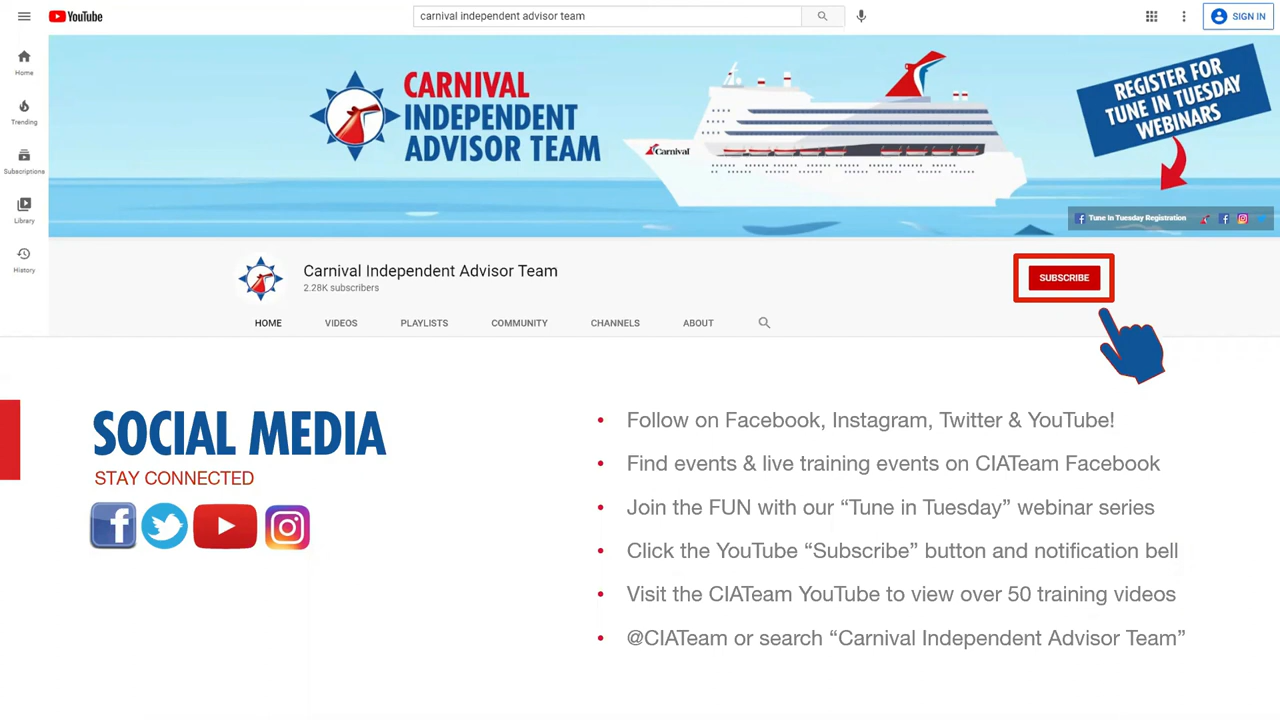 YouTube
carnival independent advisor team
SIGN IN
Home
Trending
Subscriptions
Library
History
CARNIVAL
INDEPENDENT
ADVISOR TEAM
Carnival
REGISTER FOR
TUNE IN TUESDAY
WEBINARS
Tune In Tuesday Registration
Carnival Independent Advisor Team
2.28K subscribers
SUBSCRIBE
HOME VIDEOS PLAYLISTS COMMUNITY CHANNELS ABOUT
SOCIAL MEDIA
STAY CONNECTED
• Follow on Facebook, Instagram, Twitter & YouTube!
• Find events & live training events on CIATeam Facebook
• Join the FUN with our “Tune in Tuesday” webinar series
• Click the YouTube “Subscribe” button and notification bell
• Visit the CIATeam YouTube to view over 50 training videos
• @CIATeam or search “Carnival Independent Advisor Team”